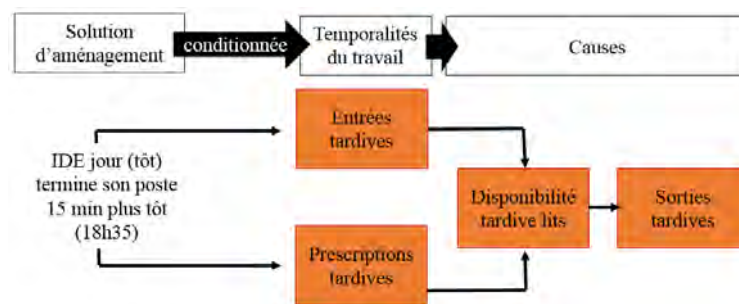 Solution
d'aménagement
conditionnée
Temporalités
du travail
Causes
IDE jour (tôt)
termine son poste
15 min plus tôt
(18h35)
Entrées
tardives
Prescriptions
tardives
Disponibilité
tardive lits
Sorties
tardives